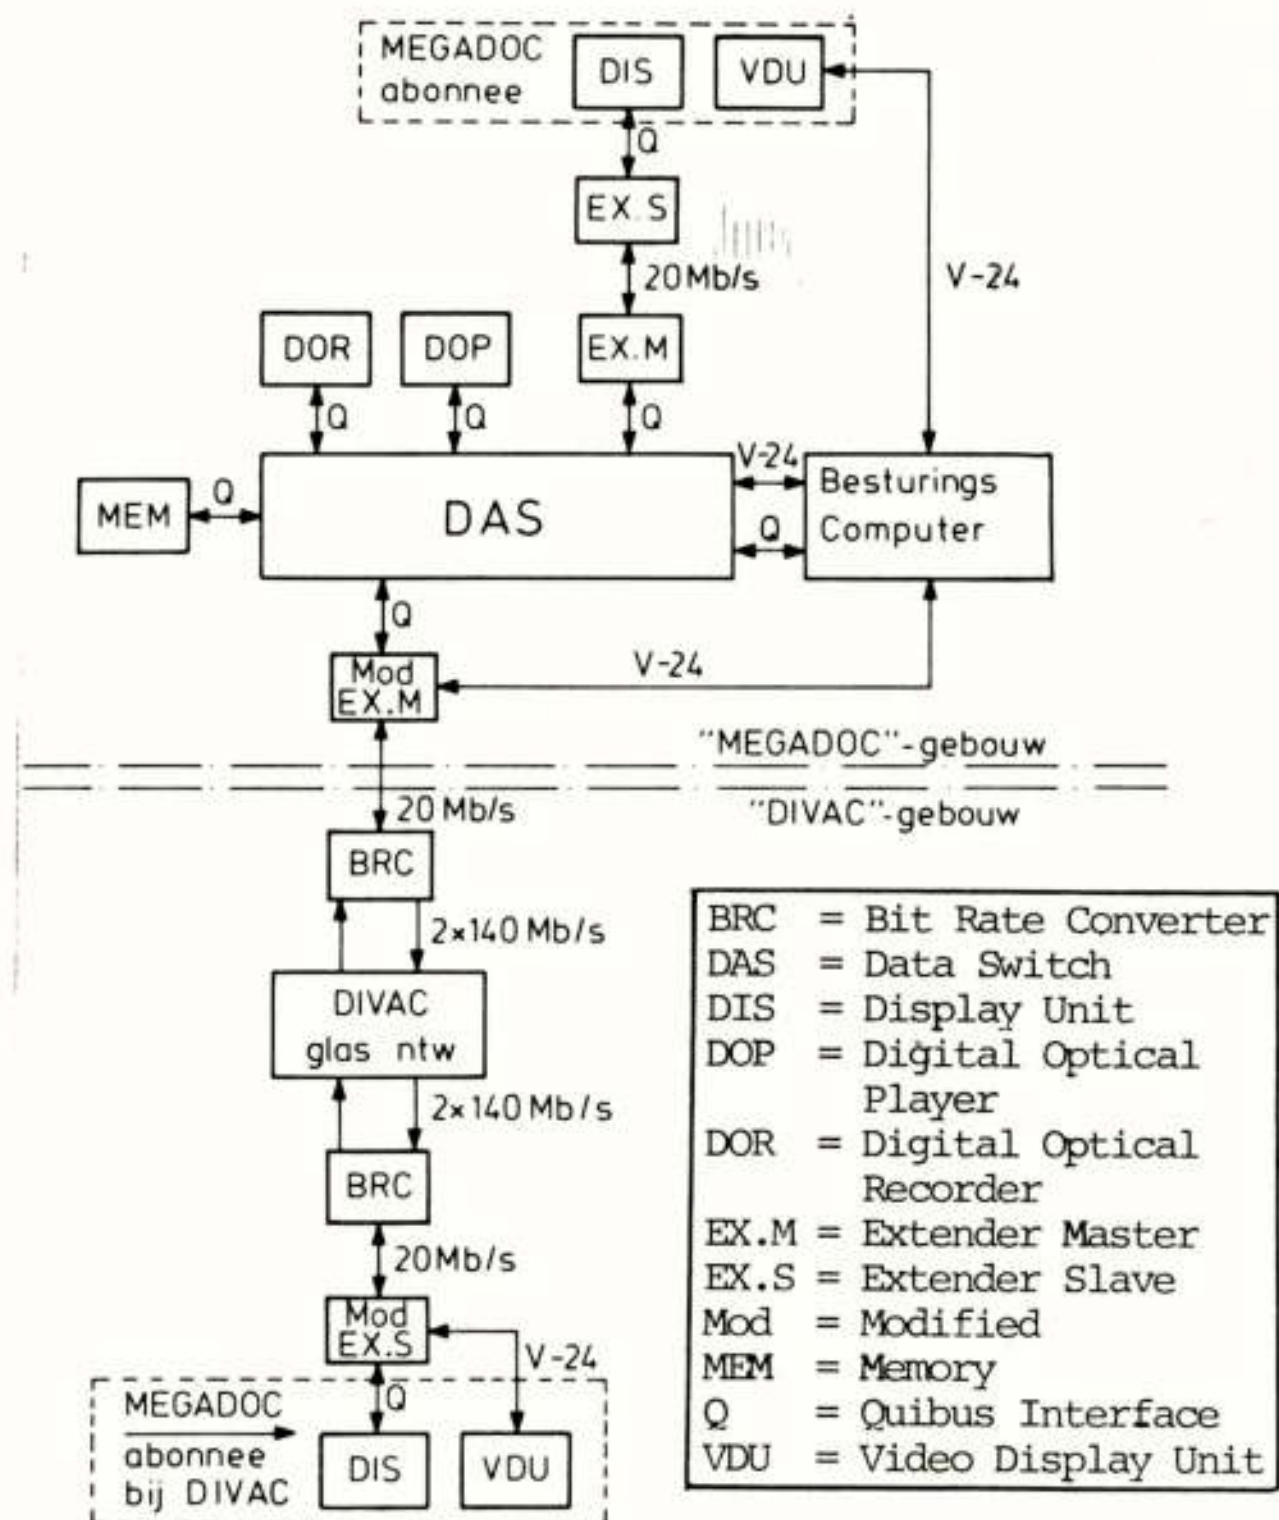 MEGADOC
abonnee
DIS
VDU
Q
EX.S
20Mb/s
V-24
DOR
DOP
EX.M
Q
Q
Q
V-24
MEM
Q
DAS
Besturings
Computer
Q
Q
Mod
EX.M
V-24
"MEGADOC"-gebouw
20 Mb/s
"DIVAC"-gebouw
BRC
2×140 Mb/s
DIVAC
glas ntw
2×140 Mb/s
BRC
20Mb/s
Mod
EX.S
V-24
Q
MEGADOC
abonnee
bij DIVAC
DIS
VDU
BRC = Bit Rate Converter
DAS = Data Switch
DIS = Display Unit
DOP = Digital Optical
Player
DOR = Digital Optical
Recorder
EX.M = Extender Master
EX.S = Extender Slave
Mod = Modified
MEM = Memory
Q = Quibus Interface
VDU = Video Display Unit